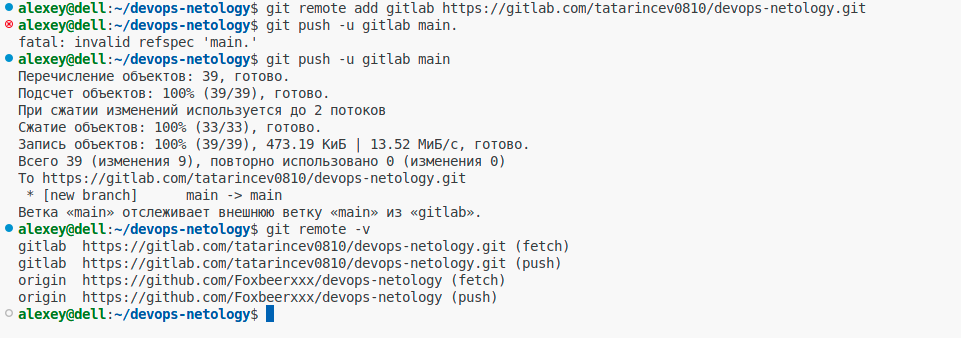 alexey@dell:~/devops-netology$ git remote add gitlab https://gitlab.com/tatarincev0810/devops-netology.git
alexey@dell:~/devops-netology$ git push -u gitlab main.
fatal: invalid refspec 'main.'
alexey@dell:~/devops-netology$ git push -u gitlab main
Перечисление объектов: 39, готово.
Подсчет объектов: 100% (39/39), готово.
При сжатии изменений используется до 2 потоков
Сжатие объектов: 100% (33/33), готово.
Запись объектов: 100% (39/39), 473.19 КиБ | 13.52 МиБ/с, готово.
Всего 39 (изменения 9), повторно использовано 0 (изменения 0)
To https://gitlab.com/tatarincev0810/devops-netology.git
 * [new branch]      main -> main
Ветка «main» отслеживает внешнюю ветку «main» из «gitlab».
alexey@dell:~/devops-netology$ git remote -v
gitlab  https://gitlab.com/tatarincev0810/devops-netology.git (fetch)
gitlab  https://gitlab.com/tatarincev0810/devops-netology.git (push)
origin  https://github.com/Foxbeerxxx/devops-netology (fetch)
origin  https://github.com/Foxbeerxxx/devops-netology (push)
alexey@dell:~/devops-netology$